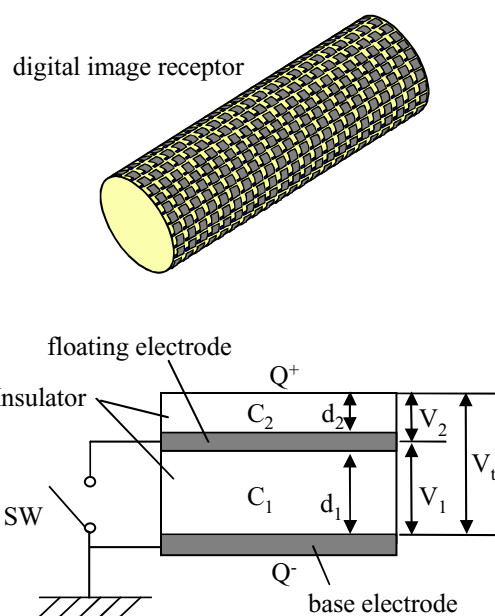 digital image receptor
floating electrode
Q+
Insulator
C2
d2
V2
Vt
SW
C1
d1
V1
Q-
base electrode